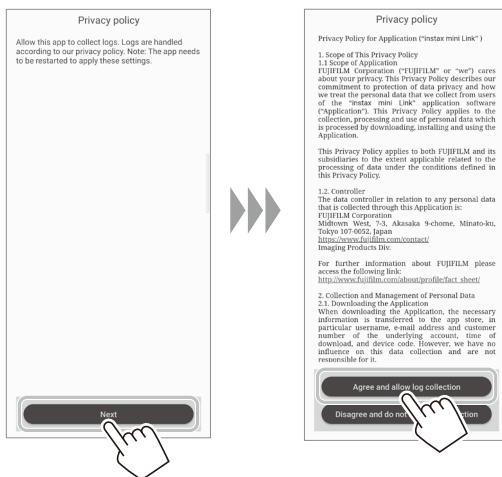 Privacy policy
Allow this app to collect logs. Logs are handled
according to our privacy policy. Note: The app needs
to be restarted to apply these settings.
Next
Privacy policy
Privacy Policy for Application ("instax mini Link" )
1. Scope of This Privacy Policy
1.1 Scope of Application
FUJIFILM Corporation ("FUJIFILM" or "we") cares
about your privacy. This Privacy Policy describes our
commitment to protection of data privacy and how
we treat the personal data that we collect from users
of the "instax mini Link" application software
("Application"). This Privacy Policy applies to the
collection, processing and use of personal data which
is processed by downloading, installing and using the
Application.
This Privacy Policy applies to both FUJIFILM and its
subsidiaries to the extent applicable related to the
processing of data under the conditions defined in
this Privacy Policy.
1.2. Controller
The data controller in relation to any personal data
that is collected through this Application is:
FUJIFILM Corporation
Midtown West, 7-3, Akasaka 9-chome, Minato-ku,
Tokyo 107-0052, Japan
https://www.fujifilm.com/contact/
Imaging Products Div.
For further information about FUJIFILM please
access the following link:
http://www.fujifilm.com/about/profile/fact_sheet/
2. Collection and Management of Personal Data
2.1. Downloading the Application
When downloading the Application, the necessary
information is transferred to the app store, in
particular username, e-mail address and customer
number of the underlying account, time of
download, and device code. However, we have no
influence on this data collection and are not
responsible for it.
Agree and allow log collection
Disagree and do not